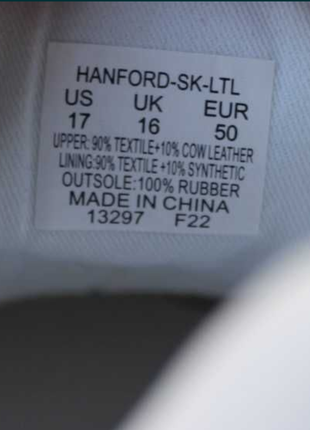 HANFORD-SK-LTL
US UK EUR
17 16 50
UPPER: 90% TEXTILE+10% COW LEATHER
LINING:90% TEXTILE +10% SYNTHETIC
OUTSOLE: 100% RUBBER
MADE IN CHINA
13297 F22